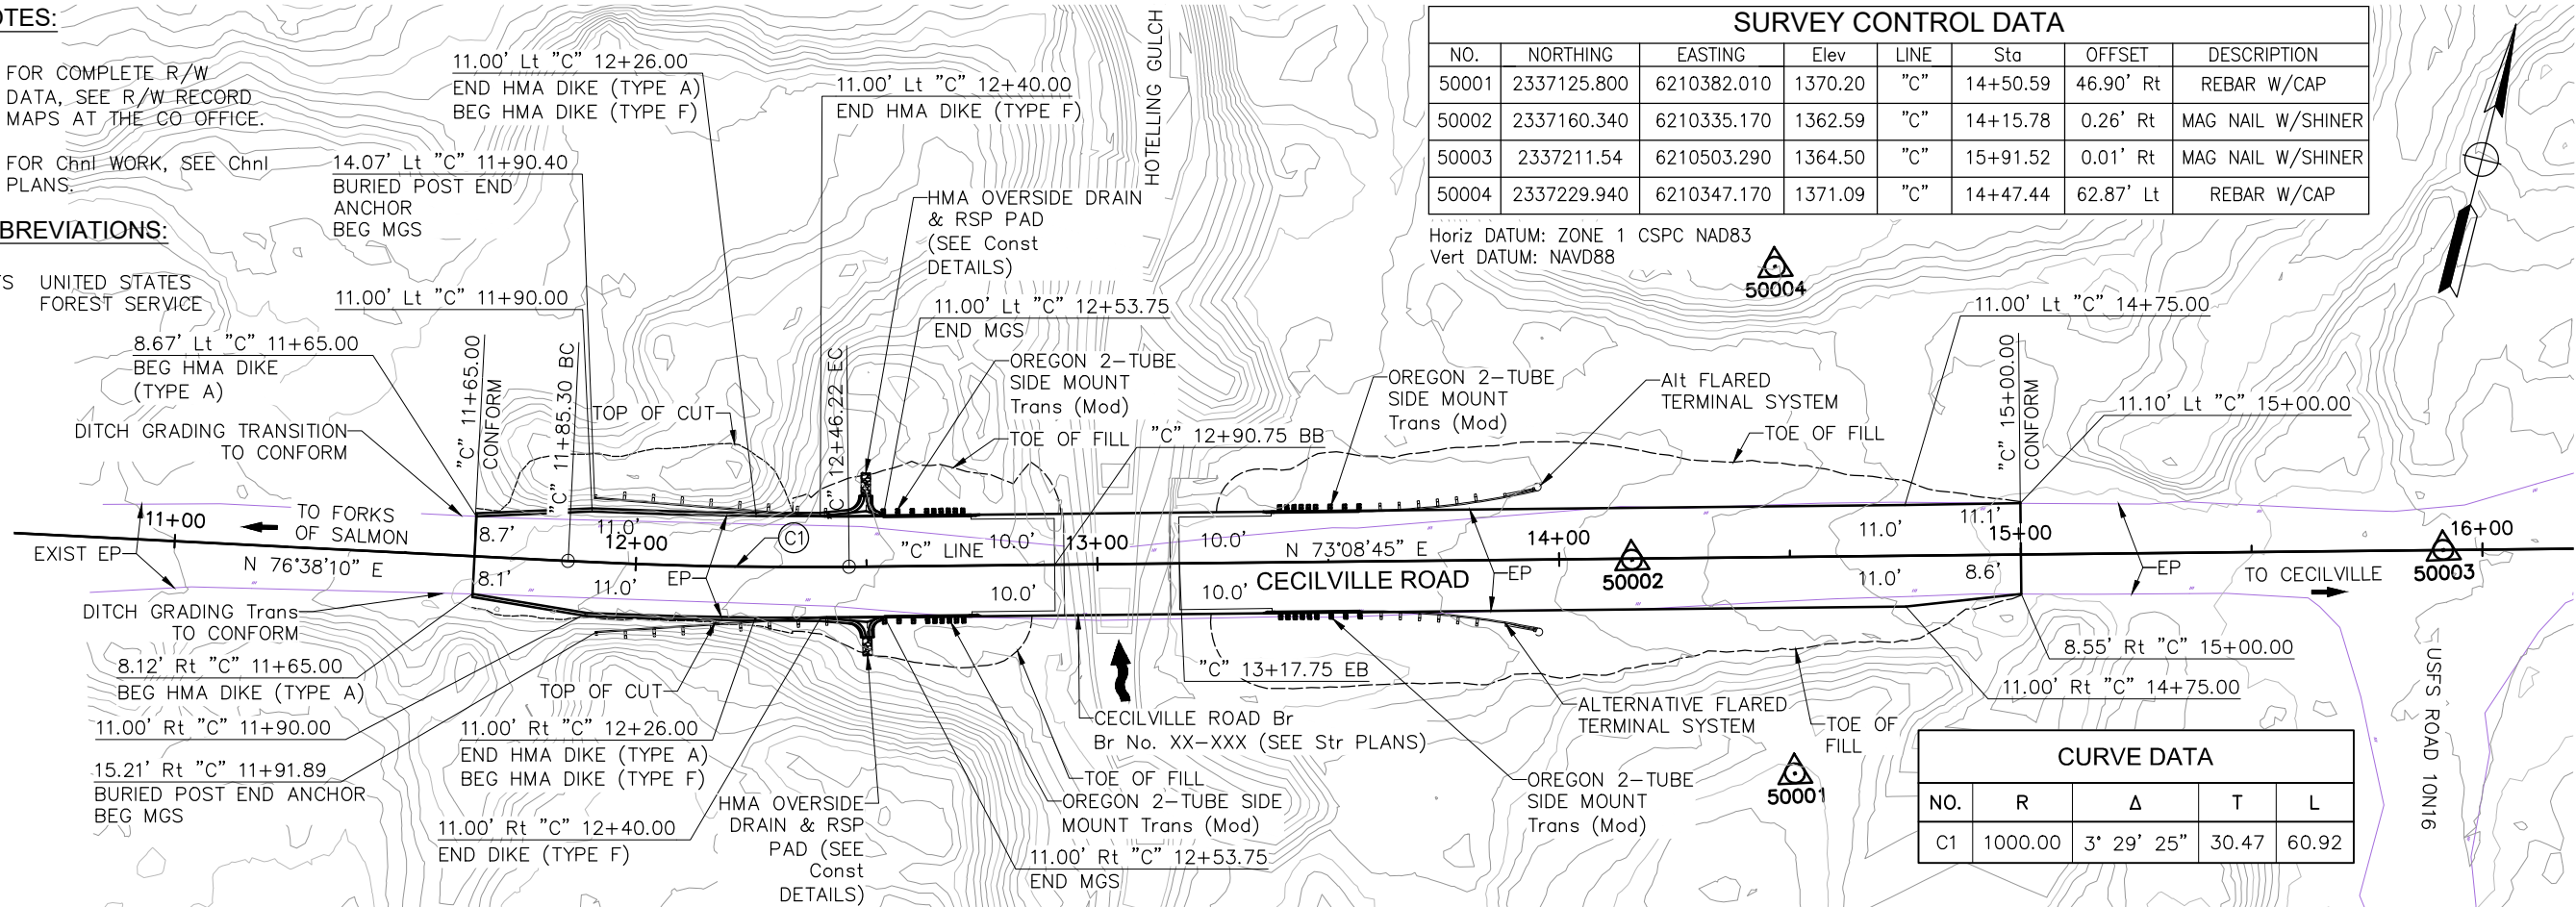 OTES:
FOR COMPLETE R/W
DATA, SEE R/W RECORD
MAPS AT THE CO OFFICE.
FOR Chnl WORK, SEE Chnl
PLANS.
BREVIATIONS:
S UNITED STATES
FOREST SERVICE
11.00' Lt "C" 12+26.00
END HMA DIKE (TYPE A)
BEG HMA DIKE (TYPE F)
11.00' Lt "C" 12+40.00
END HMA DIKE (TYPE F)
14.07' Lt "C" 11+90.40
BURIED POST END
ANCHOR
BEG MGS
11.00' Lt "C" 11+90.00
8.67' Lt "C" 11+65.00
BEG HMA DIKE
(TYPE A)
DITCH GRADING TRANSITION
TO CONFORM
"C" 11+65.00
CONFORM
"C" 11+85.30 BC
TOP OF CUT
"C" 12+46.22 EC
HOTELLING GULCH
HMA OVERSIDE DRAIN
& RSP PAD
(SEE Const
DETAILS)
11.00' Lt "C" 12+53.75
END MGS
OREGON 2-TUBE
SIDE MOUNT
Trans (Mod)
TOE OF FILL
"C" 12+90.75 BB
SURVEY CONTROL DATA
NO. NORTHING EASTING Elev LINE Sta OFFSET DESCRIPTION
50001 2337125.800 6210382.010 1370.20 "C" 14+50.59 46.90' Rt REBAR W/CAP
50002 2337160.340 6210335.170 1362.59 "C" 14+15.78 0.26' Rt MAG NAIL W/SHINER
50003 2337211.54 6210503.290 1364.50 "C" 15+91.52 0.01' Rt MAG NAIL W/SHINER
50004 2337229.940 6210347.170 1371.09 "C" 14+47.44 62.87' Lt REBAR W/CAP
Horiz DATUM: ZONE 1 CSPC NAD83
Vert DATUM: NAVD88
50004
11.00' Lt "C" 14+75.00
OREGON 2-TUBE
SIDE MOUNT
Trans (Mod)
Alt FLARED
TERMINAL SYSTEM
TOE OF FILL
"C" 15+00.00
CONFORM
11.10' Lt "C" 15+00.00
11+00
TO FORKS
OF SALMON
EXIST EP
N 76°38'10" E
8.7'
8.1'
11.0'
12+00
11.0'
EP
C1
"C" LINE
10.0'
10.0'
13+00
10.0'
10.0'
N 73°08'45" E
CECILVILLE ROAD
EP
14+00
50002
11.0'
11.0'
11.1'
15+00
8.6'
EP
TO CECILVILLE
50003
16+00
DITCH GRADING Trans
TO CONFORM
8.12' Rt "C" 11+65.00
BEG HMA DIKE (TYPE A)
11.00' Rt "C" 11+90.00
15.21' Rt "C" 11+91.89
BURIED POST END ANCHOR
BEG MGS
TOP OF CUT
11.00' Rt "C" 12+26.00
END HMA DIKE (TYPE A)
BEG HMA DIKE (TYPE F)
11.00' Rt "C" 12+40.00
END DIKE (TYPE F)
HMA OVERSIDE
DRAIN & RSP
PAD (SEE
Const
DETAILS)
"C" 13+17.75 EB
CECILVILLE ROAD Br
Br No. XX-XXX (SEE Str PLANS)
TOE OF FILL
OREGON 2-TUBE SIDE
MOUNT Trans (Mod)
11.00' Rt "C" 12+53.75
END MGS
ALTERNATIVE FLARED
TERMINAL SYSTEM
OREGON 2-TUBE
SIDE MOUNT
Trans (Mod)
TOE OF
FILL
50001
8.55' Rt "C" 15+00.00
11.00' Rt "C" 14+75.00
USFS ROAD 10N16
CURVE DATA
NO. R Δ T L
C1 1000.00 3° 29' 25" 30.47 60.92